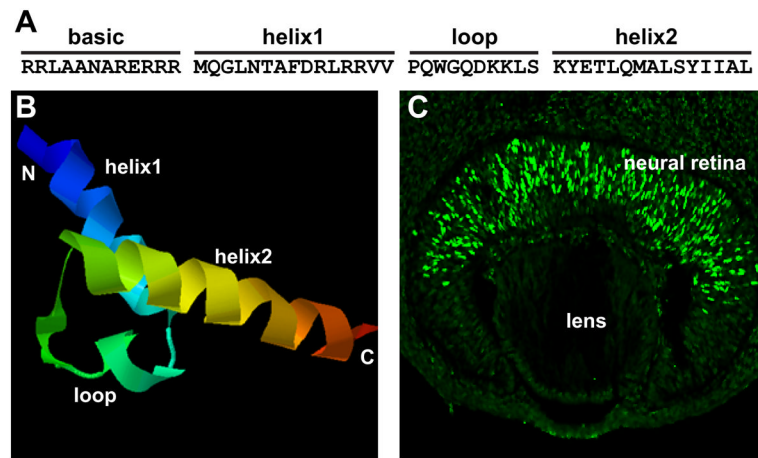 A
basic helix1 loop helix2
RRLAANARERRR MQGLNTAFDRLRRVV PQWGQDKKLS KYETLQMALSYIIAL
B
N
helix1
helix2
loop
C
C
neural retina
lens